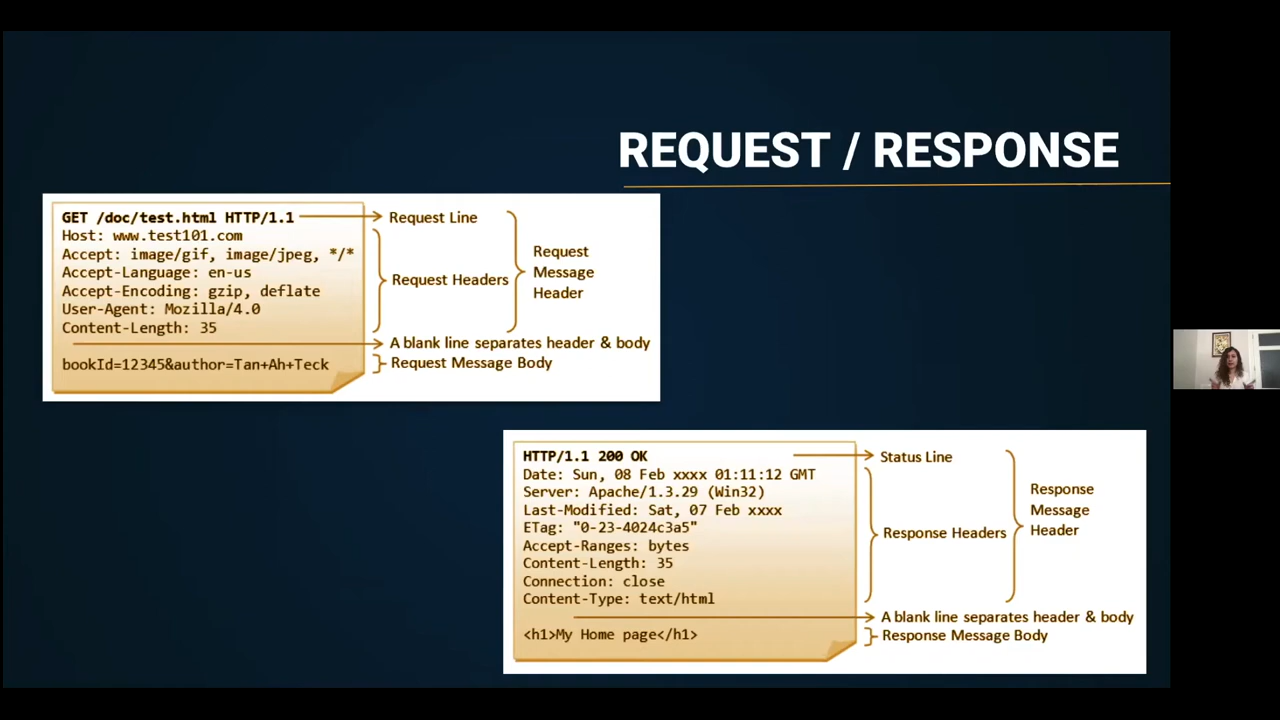 REQUEST / RESPONSE
GET /doc/test.html HTTP/1.1
Request Line
Host: www.test101.com
Accept: image/gif, image/jpeg, */*
Accept-Language: en-us
Accept-Encoding: gzip, deflate
User-Agent: Mozilla/4.0
Content-Length: 35
Request Headers
Request
Message
Header
A blank line separates header & body
bookId=12345&author=Tan+Ah+Teck
Request Message Body
HTTP/1.1 200 OK
Status Line
Date: Sun, 08 Feb xxxx 01:11:12 GMT
Server: Apache/1.3.29 (Win32)
Last-Modified: Sat, 07 Feb xxxx
ETag: "0-23-4024c3a5"
Accept-Ranges: bytes
Content-Length: 35
Connection: close
Content-Type: text/html
Response Headers
Response
Message
Header
A blank line separates header & body
<h1>My Home page</h1>
Response Message Body